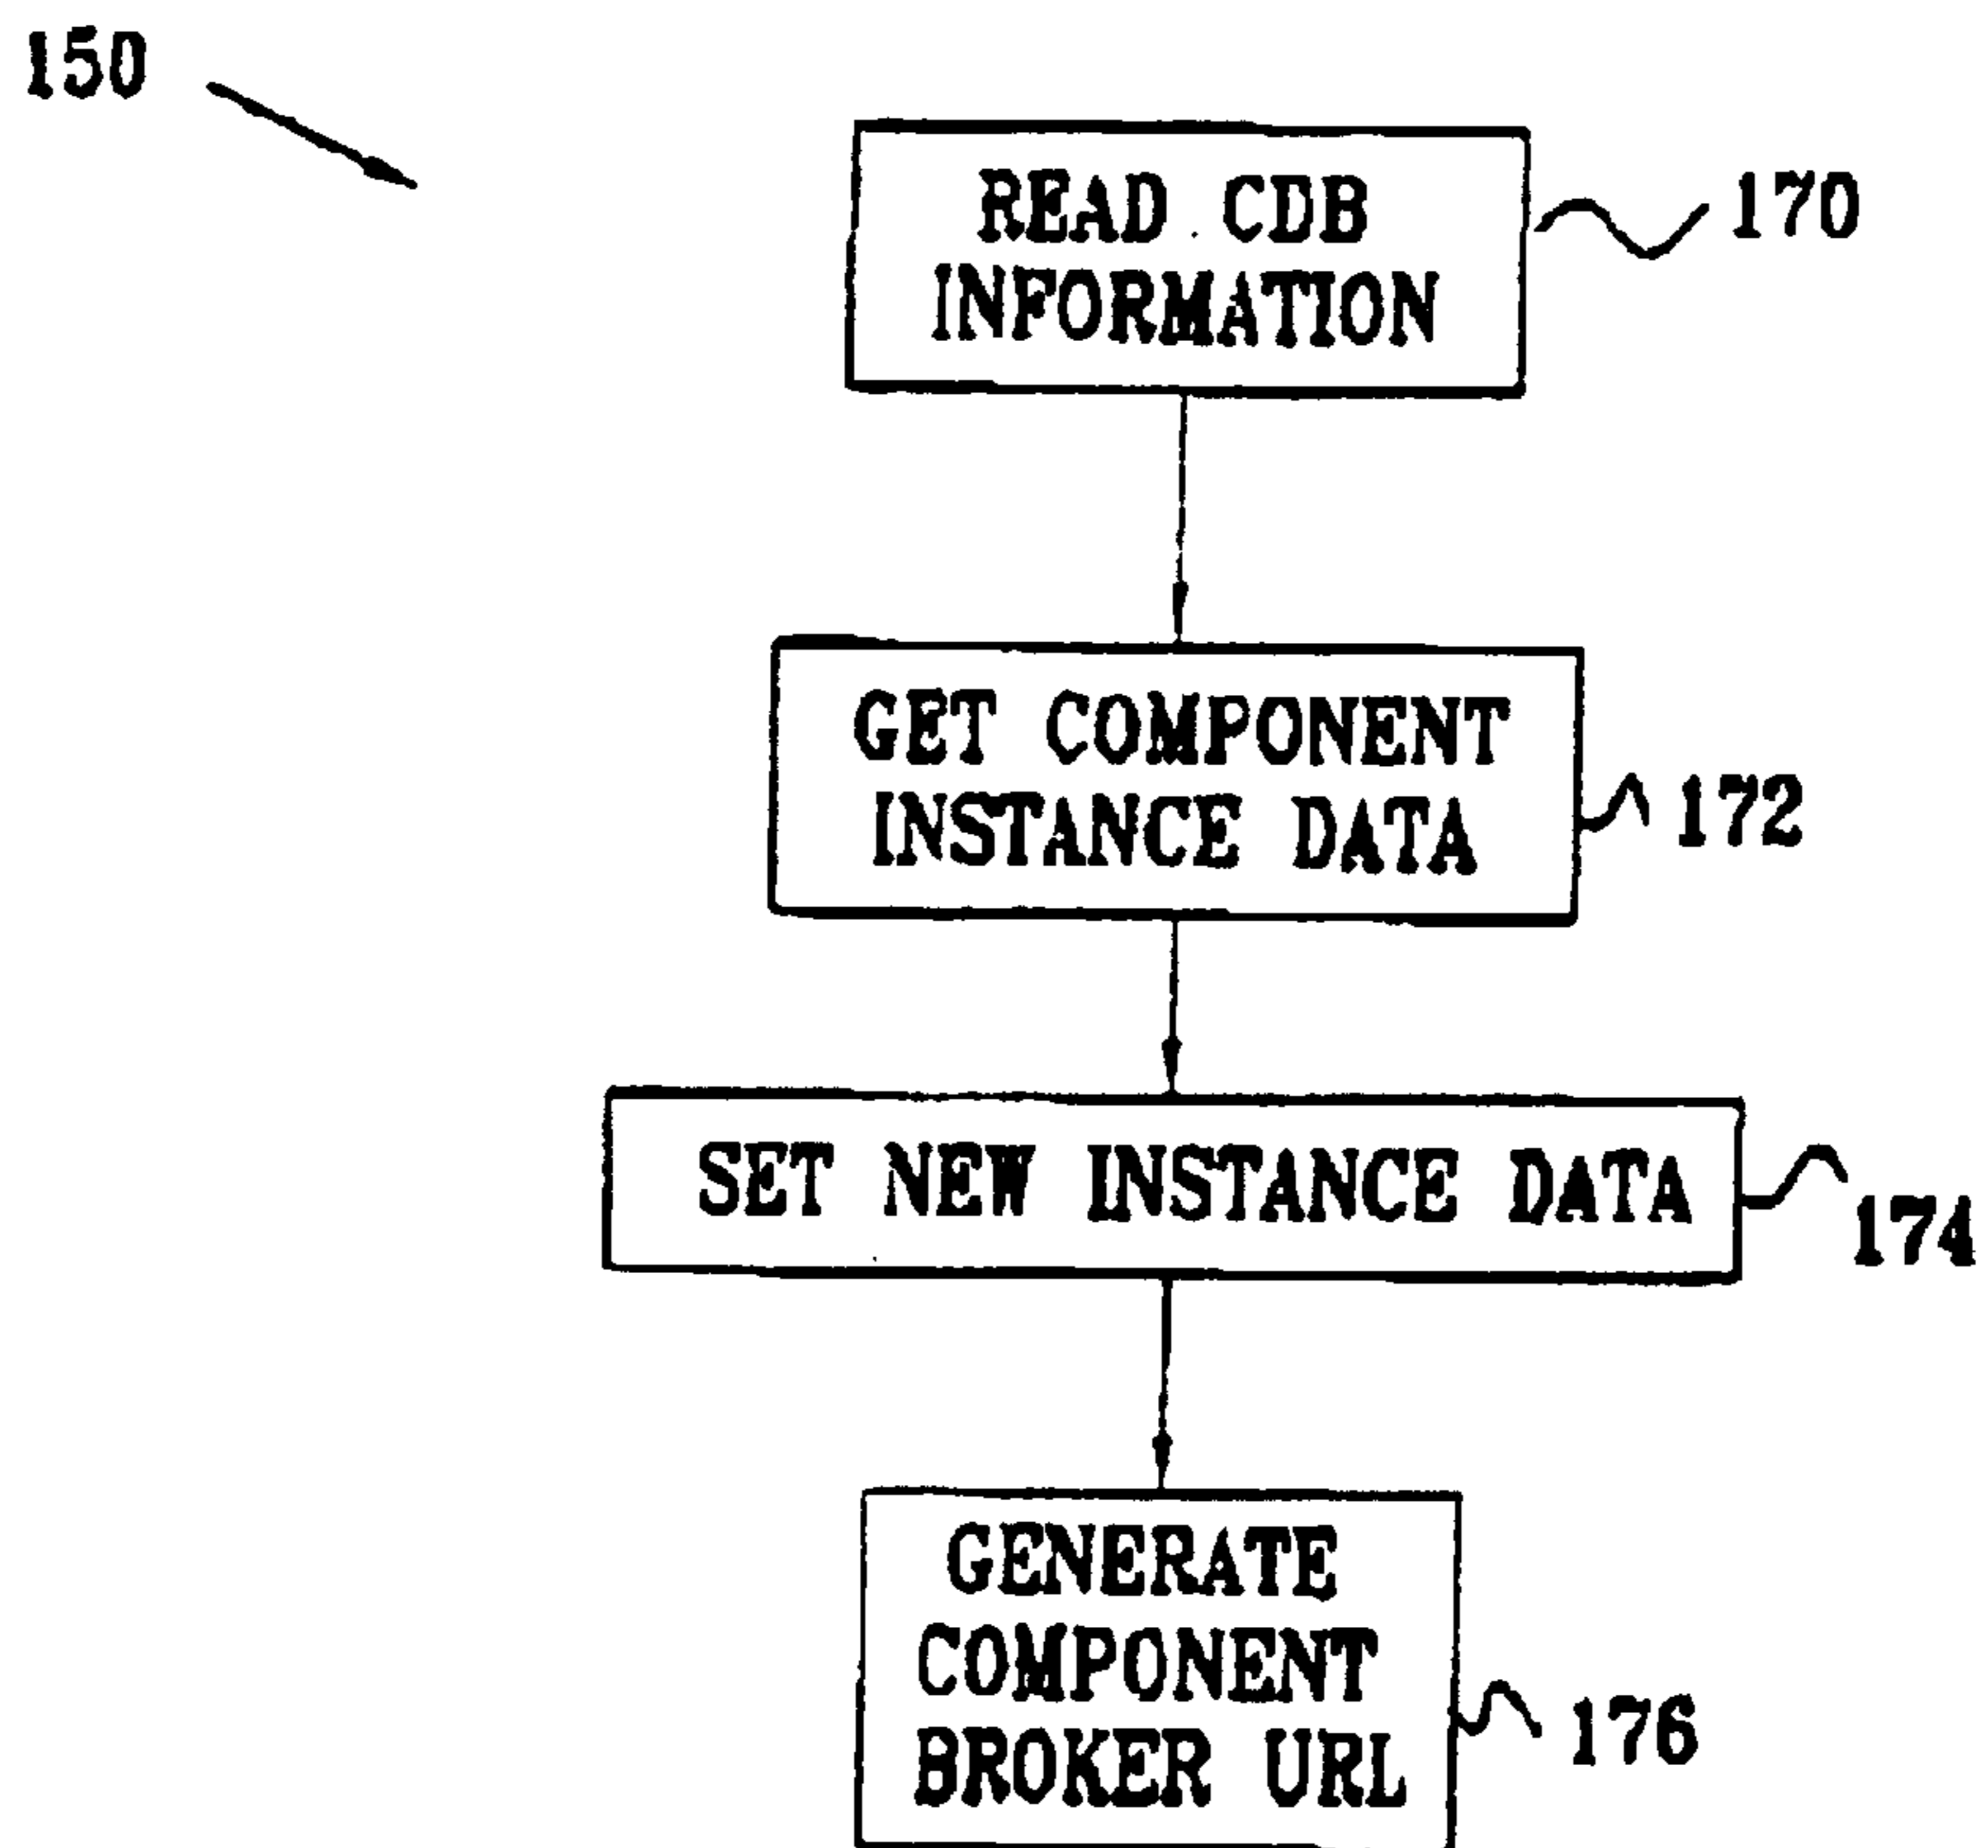 150
READ CDB
INFORMATION
170
GET COMPONENT
INSTANCE DATA
172
SET NEW INSTANCE DATA
174
GENERATE
COMPONENT
BROKER URL
176